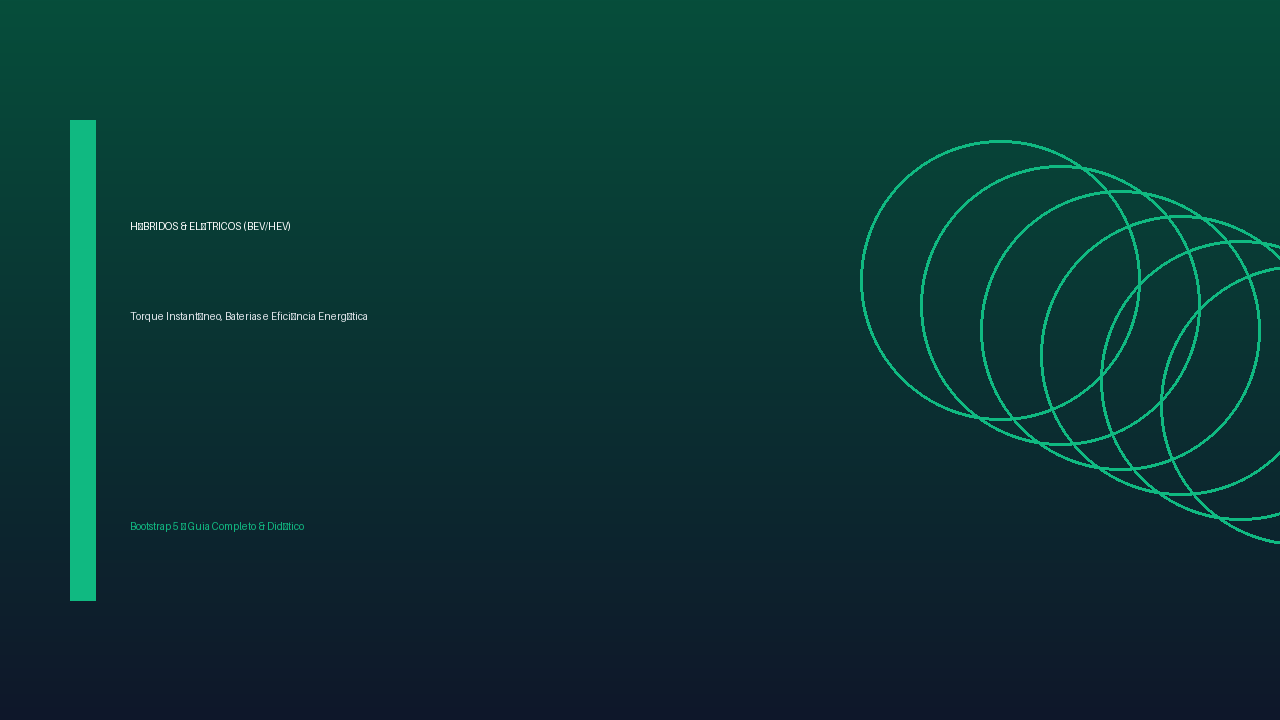 H▯BRIDOS & EL▯TRICOS (BEV/HEV)
Torque Instant▯neo, Baterias e Efici▯ncia Energ▯tica
Bootstrap 5 ▯ Guia Completo & Did▯tico